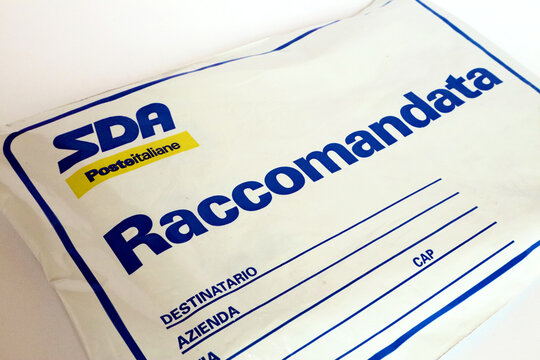 SDA
Posteitaliane
Raccomandata
DESTINATARIO
AZIENDA
CAP